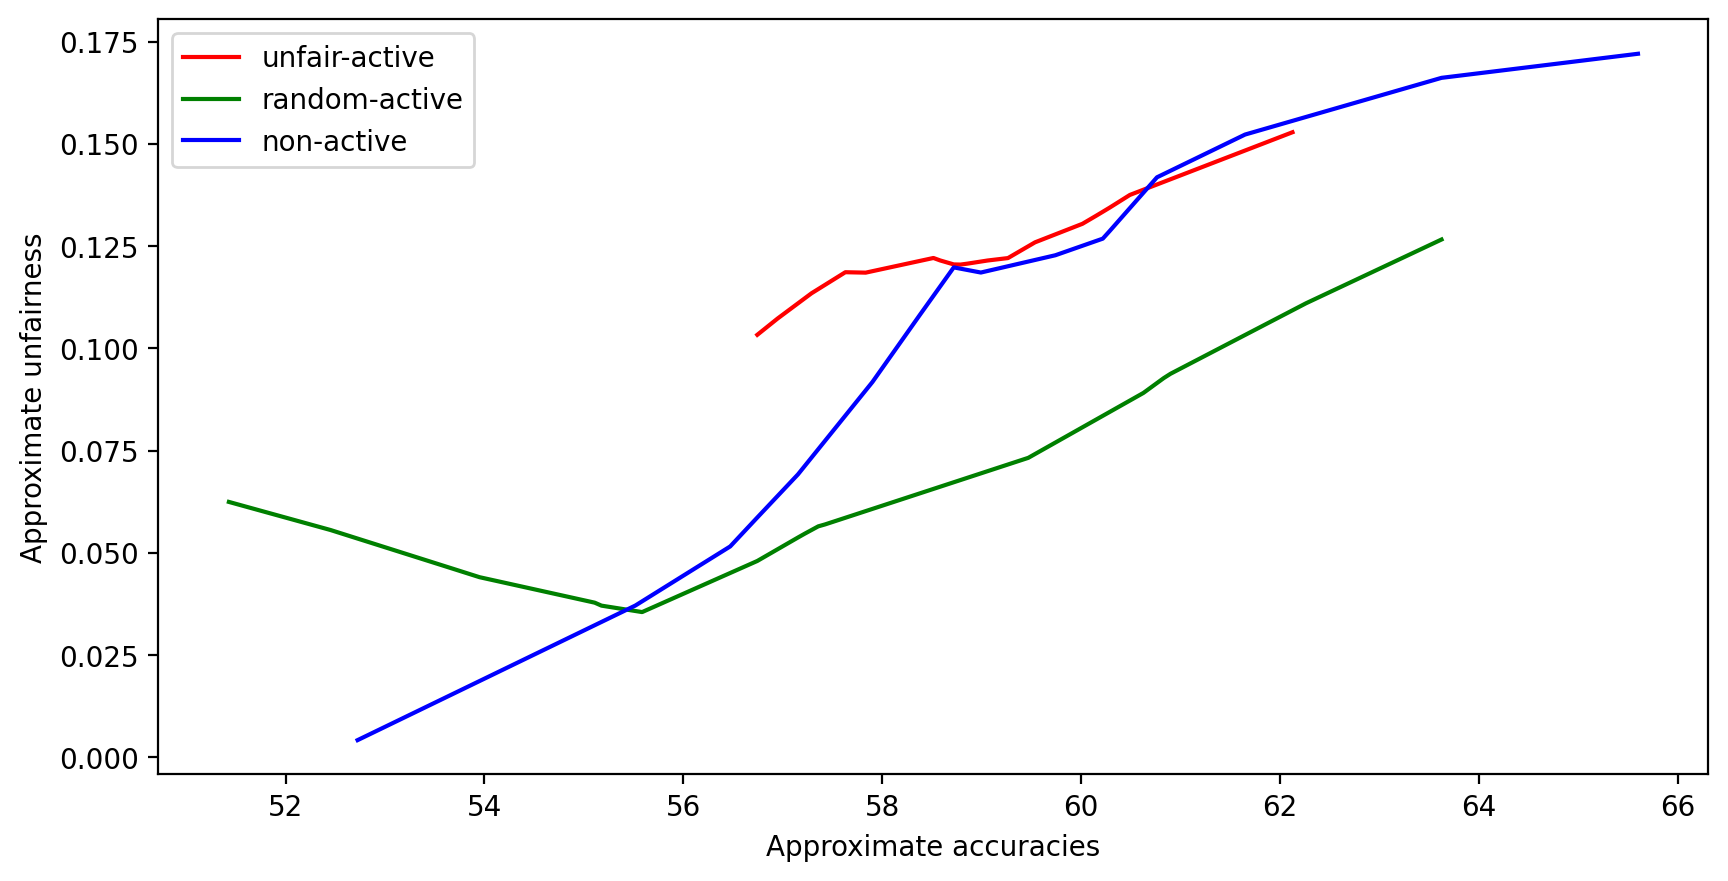 unfair-active
random-active
non-active
0.175
0.150
0.125
0.100
0.075
0.050
0.025
0.000
Approximate unfairness
52 54 56 58 60 62 64 66
Approximate accuracies